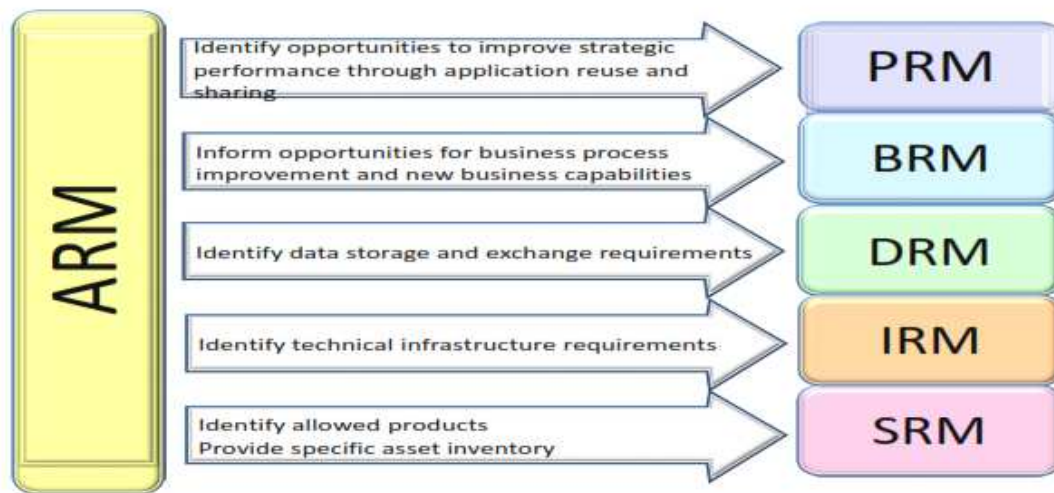 ARM
Identify opportunities to improve strategic
performance through application reuse and
sharing
PRM
Inform opportunities for business process
improvement and new business capabilities
BRM
Identify data storage and exchange requirements
DRM
Identify technical infrastructure requirements
IRM
Identify allowed products
Provide specific asset inventory
SRM